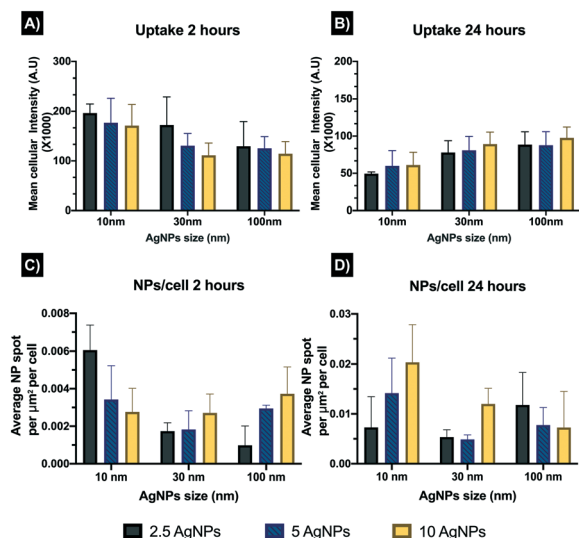 A)
Uptake 2 hours
Mean cellular Intensity (A.U)
(X1000)
300
200
100
0
10nm
30nm
100nm
AgNPs size (nm)
B)
Uptake 24 hours
Mean cellular Intensity (A.U)
(X1000)
200
150
100
50
0
10nm
30nm
100nm
AgNPs size (nm)
C)
NPs/cell 2 hours
Average NP spot
per µm² per cell
0.008
0.006
0.004
0.002
0.000
10 nm
30 nm
100 nm
AgNPs size (nm)
D)
NPs/cell 24 hours
Average NP spot
per µm² per cell
0.03
0.02
0.01
0.00
10 nm
30 nm
100 nm
AgNPs size (nm)
2.5 AgNPs
5 AgNPs
10 AgNPs